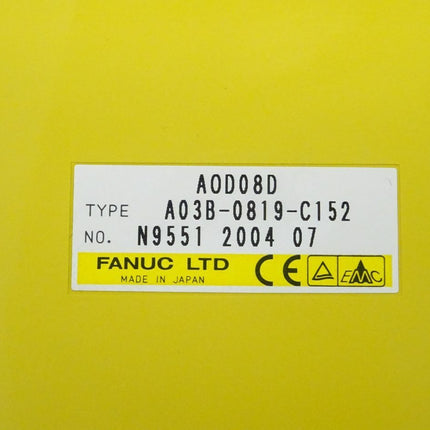 AOD08D
TYPE A03B-0819-C152
NO. N9551 2004 07
FANUC LTD CE EMC
MADE IN JAPAN